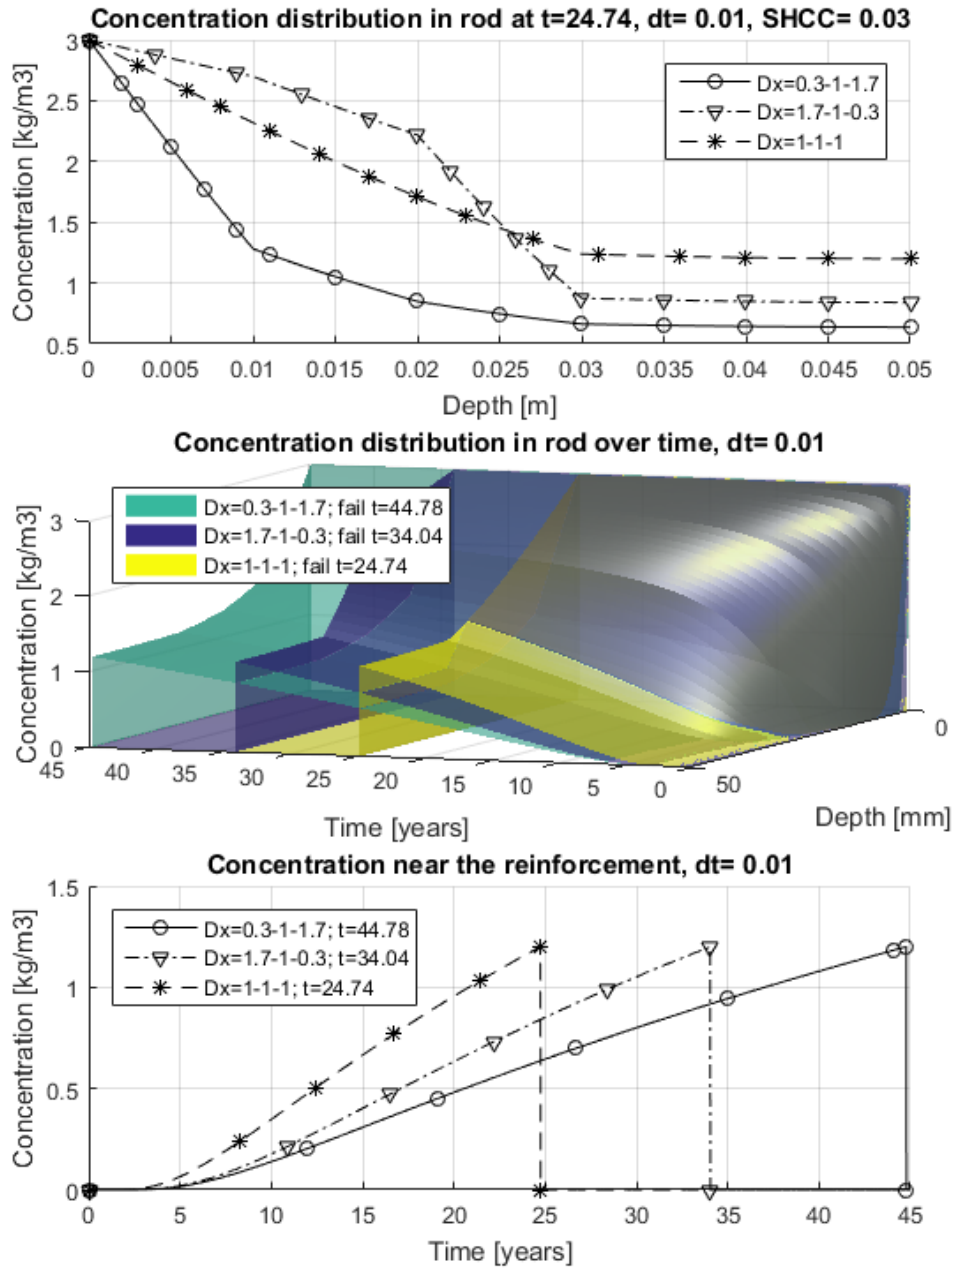 Concentration distribution in rod at t=24.74, dt= 0.01, SHCC= 0.03
Concentration [kg/m3]
3
2.5
2
1.5
1
0.5
Dx=0.3-1-1.7
Dx=1.7-1-0.3
Dx=1-1-1
0 0.005 0.01 0.015 0.02 0.025 0.03 0.035 0.04 0.045 0.05
Depth [m]
Concentration distribution in rod over time, dt= 0.01
Concentration [kg/m3]
3
2
1
0
Dx=0.3-1-1.7; fail t=44.78
Dx=1.7-1-0.3; fail t=34.04
Dx=1-1-1; fail t=24.74
45 40 35 30 25 20 15 10 5 0
50 0
Time [years]
Depth [mm]
Concentration near the reinforcement, dt= 0.01
Concentration [kg/m3]
1.5
1
0.5
0
Dx=0.3-1-1.7; t=44.78
Dx=1.7-1-0.3; t=34.04
Dx=1-1-1; t=24.74
0 5 10 15 20 25 30 35 40 45
Time [years]